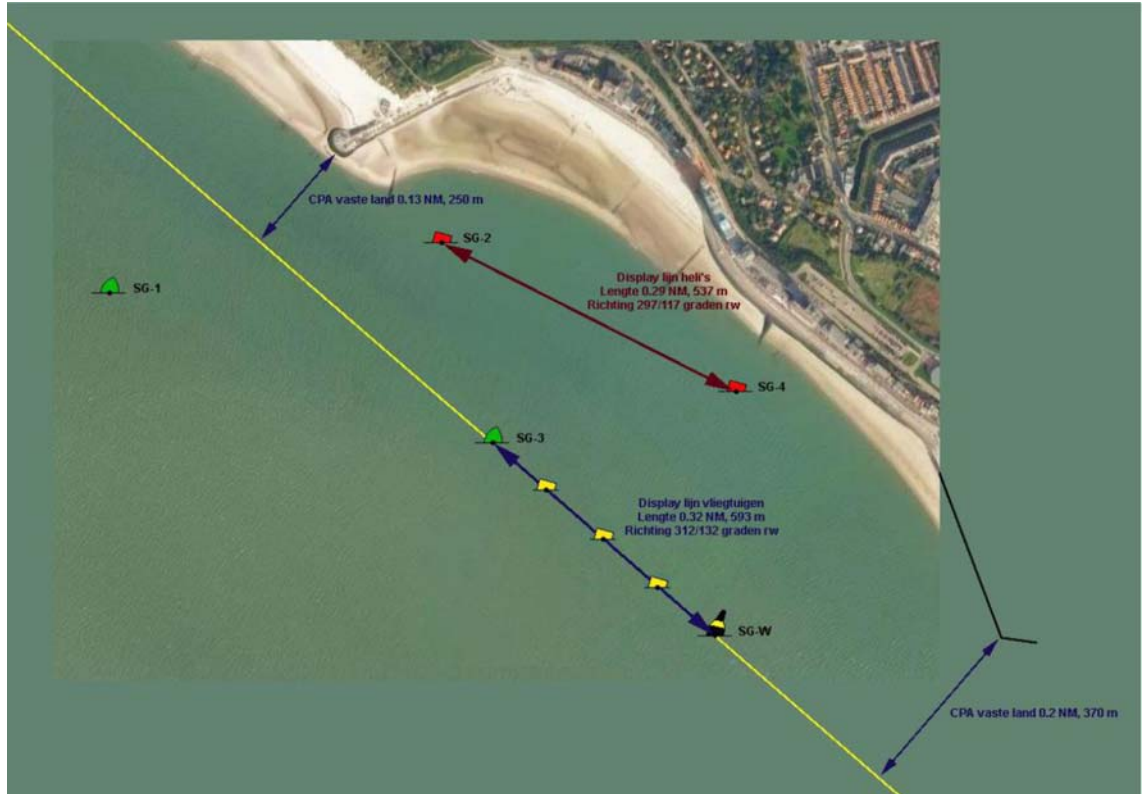 CPA vaste land 0.13 NM, 250 m
SG-2
SG-1
Display lijn heli's
Lengte 0.29 NM, 537 m
Richting 297/117 graden rw
SG-4
SG-3
Display lijn vliegtuigen
Lengte 0.32 NM, 593 m
Richting 312/132 graden rw
SG-W
CPA vaste land 0.2 NM, 370 m